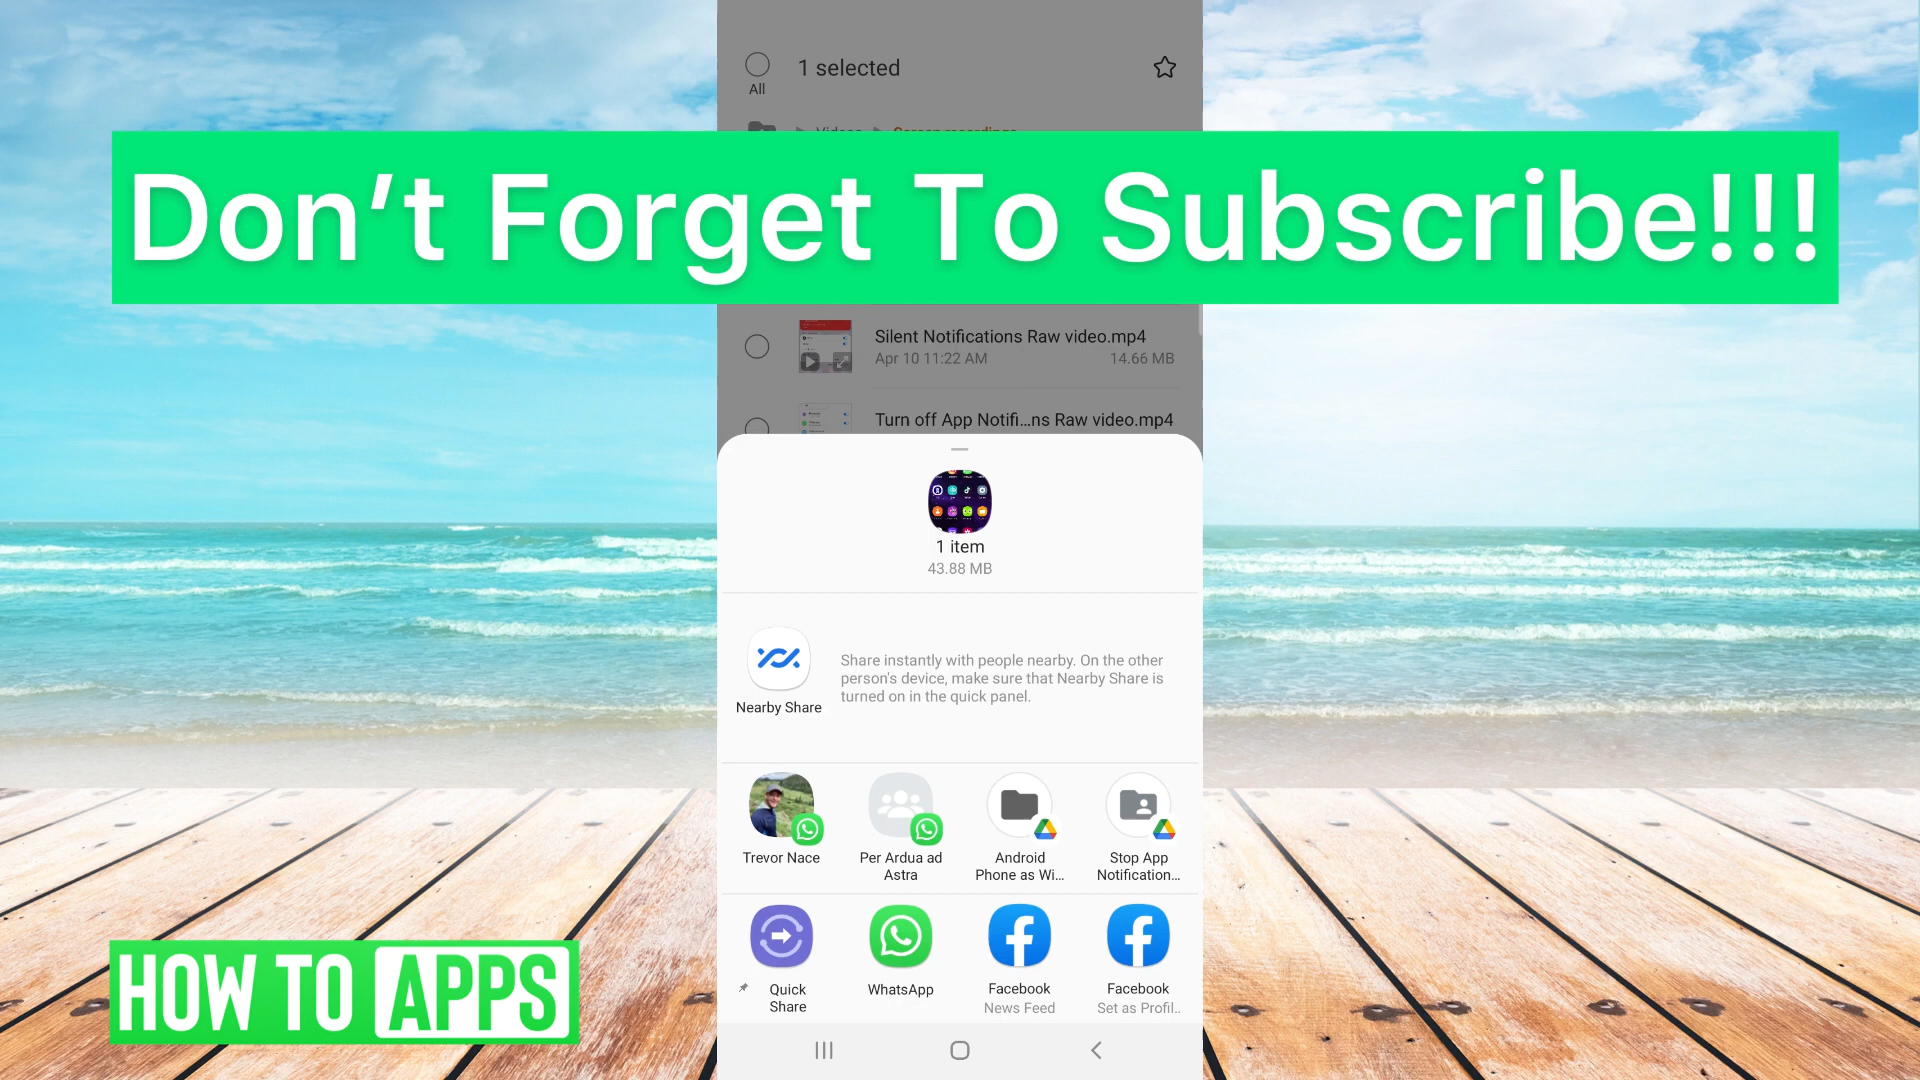 1 selected
All
Videos ▶ Screen recordings
Don’t Forget To Subscribe!!!
Silent Notifications Raw video.mp4
Apr 10 11:22 AM 14.66 MB
Turn off App Notifi...ns Raw video.mp4
1 item
43.88 MB
Share instantly with people nearby. On the other
person's device, make sure that Nearby Share is
turned on in the quick panel.
Nearby Share
Trevor Nace
Per Ardua ad
Astra
Android
Phone as Wi...
Stop App
Notification...
Quick
Share
WhatsApp
Facebook
News Feed
Facebook
Set as Profil..
HOW TO APPS